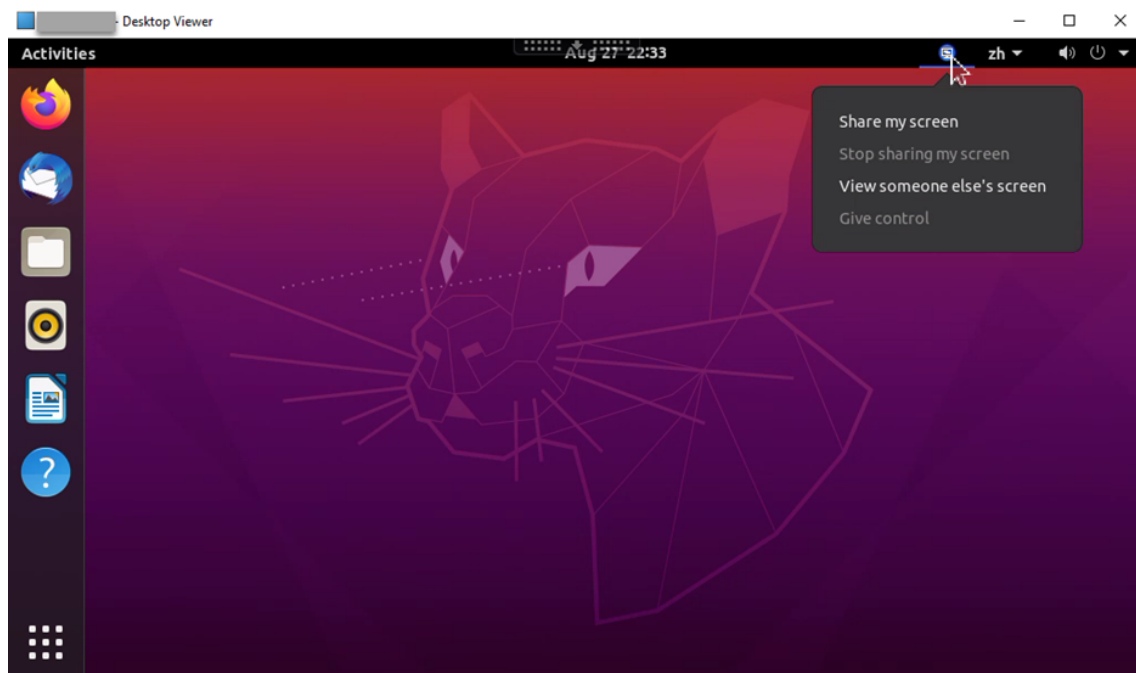 - Desktop Viewer
Activities
Aug 27 22:33
zh
Share my screen
Stop sharing my screen
View someone else's screen
Give control
?